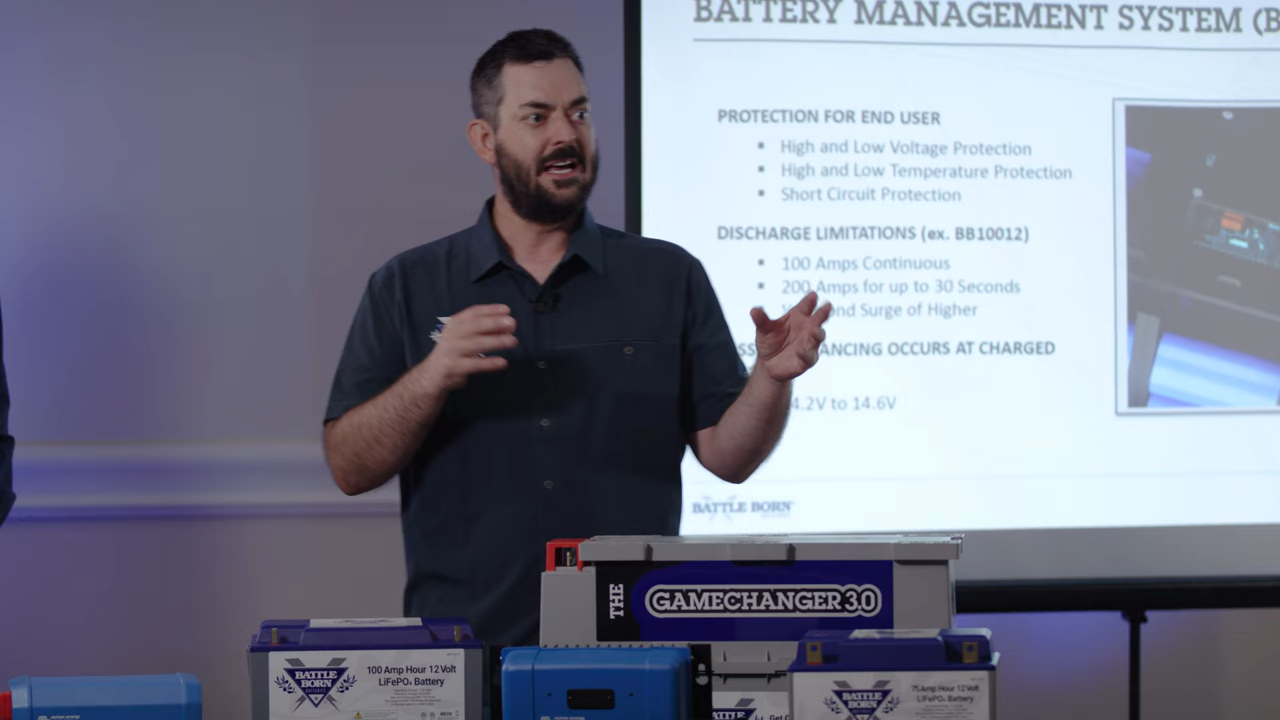 BATTERY MANAGEMENT SYSTEM (B
PROTECTION FOR END USER
▪ High and Low Voltage Protection
▪ High and Low Temperature Protection
▪ Short Circuit Protection
DISCHARGE LIMITATIONS (ex. BB10012)
▪ 100 Amps Continuous
▪ 200 Amps for up to 30 Seconds
ond Surge of Higher
ANCING OCCURS AT CHARGED
4.2V to 14.6V
BATTLE BORN
THE
GAMECHANGER 3.0
BATTLE BORN
BATTERIES
100 Amp Hour 12 Volt
LiFePO₄ Battery
BATTLE BORN
75 Amp Hour 12 Volt
LiFePO₄ Battery